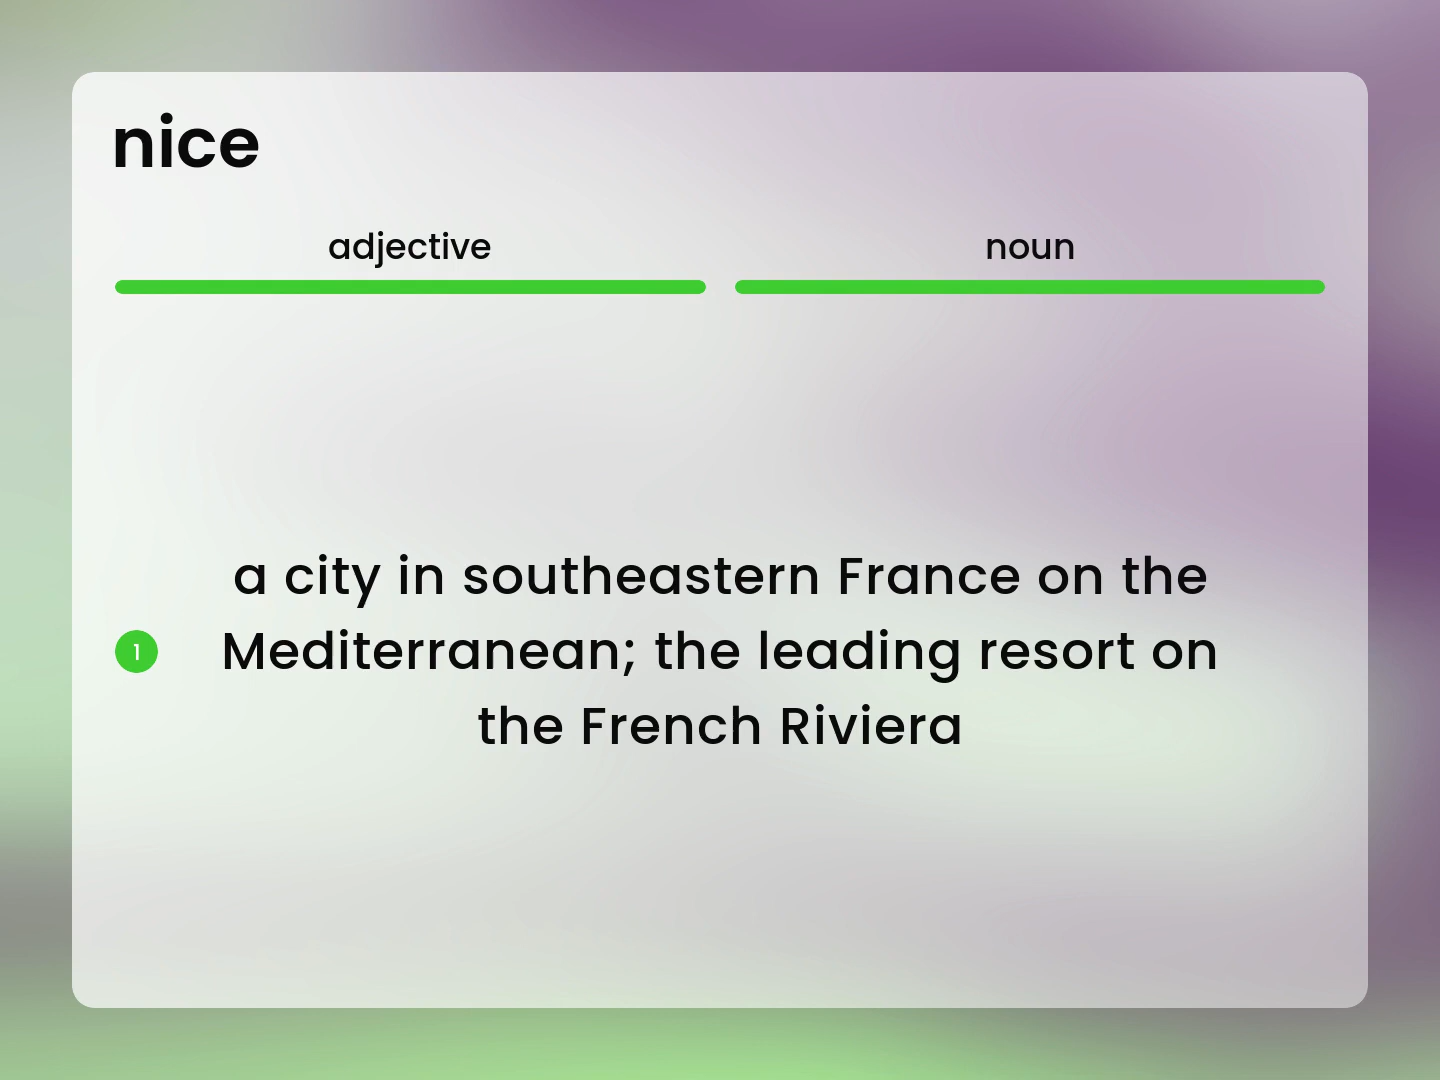 nice
adjective
noun
a city in southeastern France on the
1
Mediterranean; the leading resort on
the French Riviera